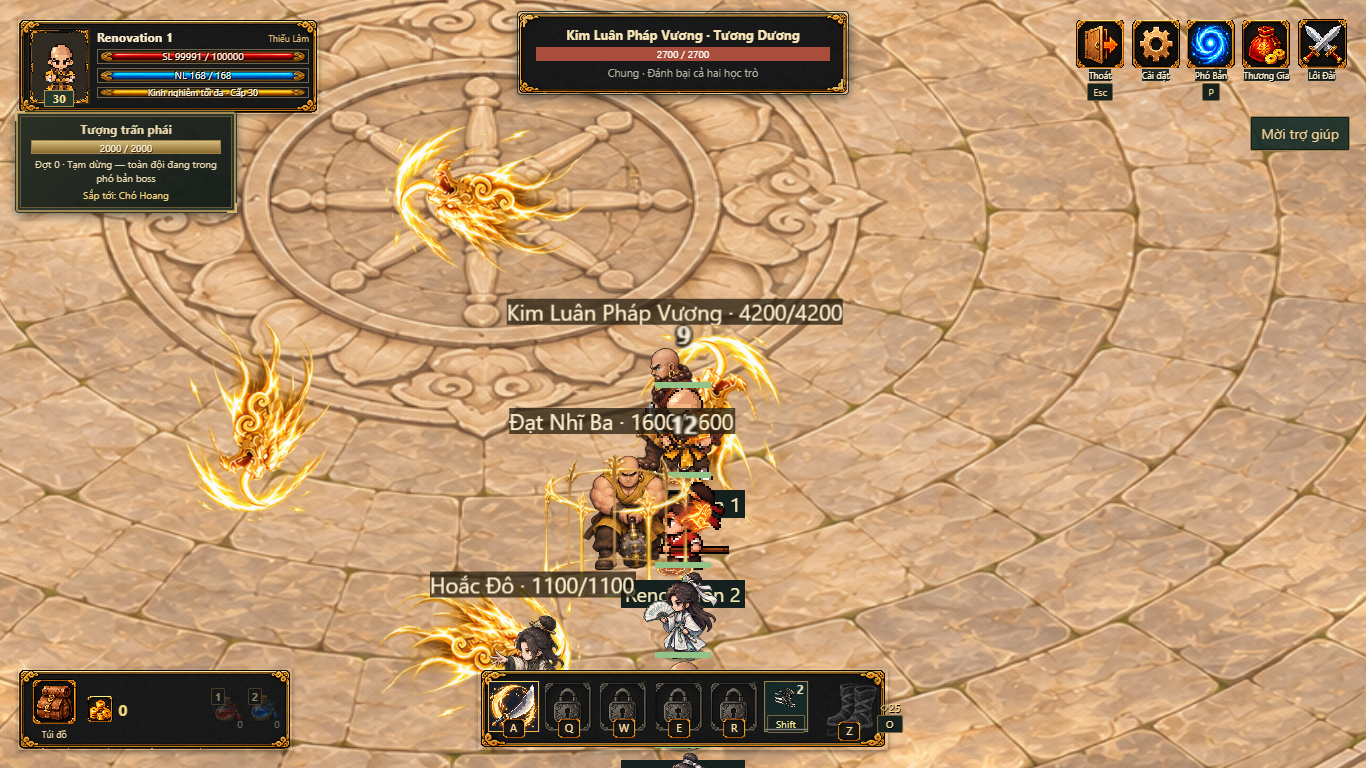 Renovation 1
Thiếu Lâm
SL 99991 / 100000
NL 168 / 168
Kinh nghiệm tối đa · Cấp 30
30
Tượng trấn phái
2000 / 2000
Đợt 0 · Tạm dừng — toàn đội đang trong
phó bản boss
Sắp tới: Chó Hoang
Kim Luân Pháp Vương · Tương Dương
2700 / 2700
Chung · Đánh bại cả hai học trò
Thoát
Cài đặt
Phó Bản
Thương Gia
Lôi Đài
Esc
P
Mời trợ giúp
Kim Luân Pháp Vương · 4200/4200
9
Đạt Nhĩ Ba ·
12
1
Hoắc Đô · 1100/1100
2
Túi đồ
0
1
2
0
0
A
Q
W
E
R
2
Shift
Z
25
O